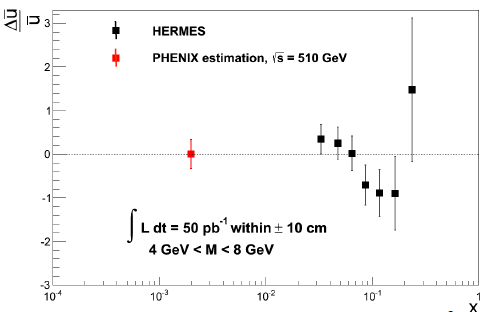 Δū
ū
3
2
1
0
-1
-2
-3
HERMES
PHENIX estimation, √s = 510 GeV
∫ L dt = 50 pb⁻¹ within ± 10 cm
4 GeV < M < 8 GeV
10⁻⁴
10⁻³
10⁻²
10⁻¹
1
x